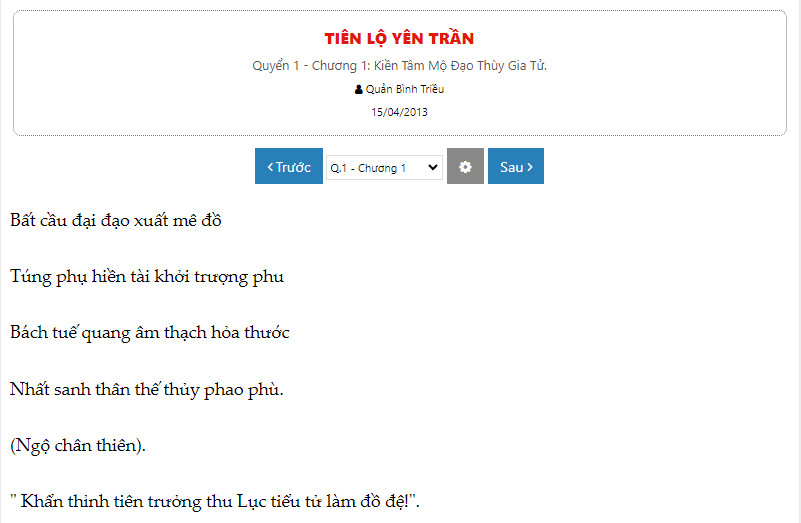 TIÊN LỘ YÊN TRẦN
Quyển 1 - Chương 1: Kiền Tâm Mộ Đạo Thùy Gia Tử.
Quản Bình Triều
15/04/2013
Trước
Q.1 - Chương 1
Sau
Bất cầu đại đạo xuất mê đồ
Túng phụ hiền tài khởi trượng phu
Bách tuế quang âm thạch hỏa thước
Nhất sanh thân thế thủy phao phù.
(Ngộ chân thiên).
" Khẩn thỉnh tiên trưởng thu Lục tiểu tử làm đồ đệ!".